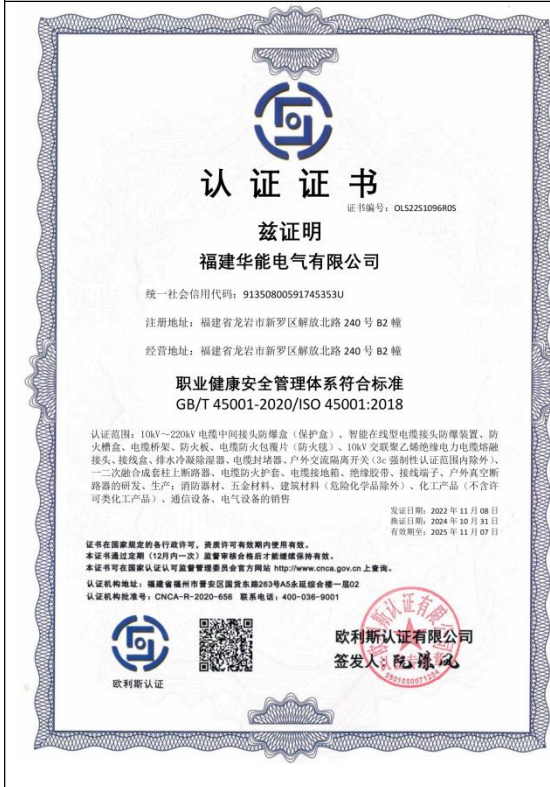 认证证书
证书编号：OLS22S1096R0S
兹证明
福建华能电气有限公司
统一社会信用代码：91350800591745353U
注册地址：福建省龙岩市新罗区解放北路 240 号 B2 幢
经营地址：福建省龙岩市新罗区解放北路 240 号 B2 幢
职业健康安全管理体系符合标准
GB/T 45001-2020/ISO 45001:2018
认证范围：10kV～220kV 电缆中间接头防爆盒（保护盒）、智能在线型电缆接头防爆装置、防
火槽盒、电缆桥架、防火板、电缆防火包覆片（防火毯）、10kV 交联聚乙烯绝缘电力电缆熔融
接头、接线盒、排水冷凝除湿器、电缆封堵器、户外交流隔离开关（3c 强制性认证范围内除外）、
一二次融合成套柱上断路器、电缆防火护套、电缆接地箱、绝缘胶带、接线端子、户外真空断
路器的研发、生产；消防器材、五金材料、建筑材料（危险化学品除外）、化工产品（不含许
可类化工产品）、通信设备、电气设备的销售
发证日期：2022 年 11 月 08 日
换证日期：2024 年 10 月 31 日
有效期至：2025 年 11 月 07 日
证书在国家规定的各行政许可，资质许可有效期内使用有效。
本证书通过定期（12月内一次）监督审核合格后才能继续保持有效。
本证书可在国家认证认可监督管理委员会官方网站 http://www.cnca.gov.cn 上查询。
认证机构地址：福建省福州市晋安区国货东路263号A5永延综合楼一层02
认证机构批准号：CNCA-R-2020-656 联系电话：400-036-9001
欧利斯认证有限公司
签发人：
欧利斯认证